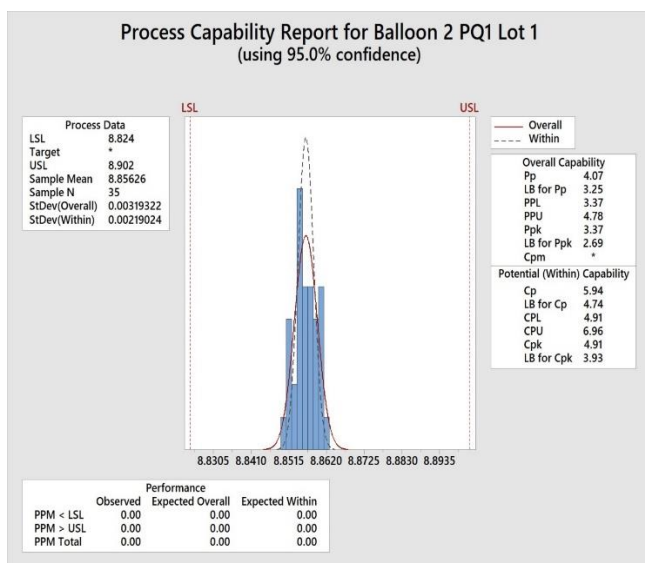 Process Capability Report for Balloon 2 PQ1 Lot 1
(using 95.0% confidence)
LSL USL
Process Data
LSL 8.824
Target *
USL 8.902
Sample Mean 8.85626
Sample N 35
StDev(Overall) 0.00319322
StDev(Within) 0.00219024
Overall
Within
Overall Capability
Pp 4.07
LB for Pp 3.25
PPL 3.37
PPU 4.78
Ppk 3.37
LB for Ppk 2.69
Cpm *
Potential (Within) Capability
Cp 5.94
LB for Cp 4.74
CPL 4.91
CPU 6.96
Cpk 4.91
LB for Cpk 3.93
8.8305 8.8410 8.8515 8.8620 8.8725 8.8830 8.8935
Performance
Observed Expected Overall Expected Within
PPM < LSL 0.00 0.00 0.00
PPM > USL 0.00 0.00 0.00
PPM Total 0.00 0.00 0.00